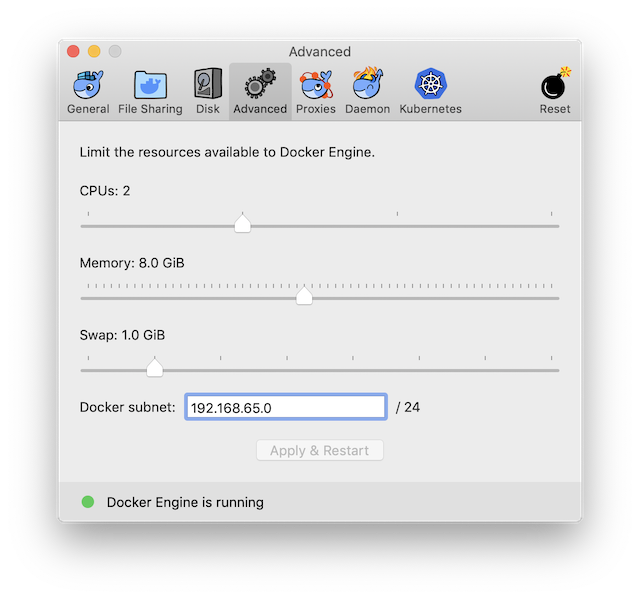 Advanced
General File Sharing Disk Advanced Proxies Daemon Kubernetes Reset
Limit the resources available to Docker Engine.
CPUs: 2
Memory: 8.0 GiB
Swap: 1.0 GiB
Docker subnet: 192.168.65.0 / 24
Apply & Restart
Docker Engine is running